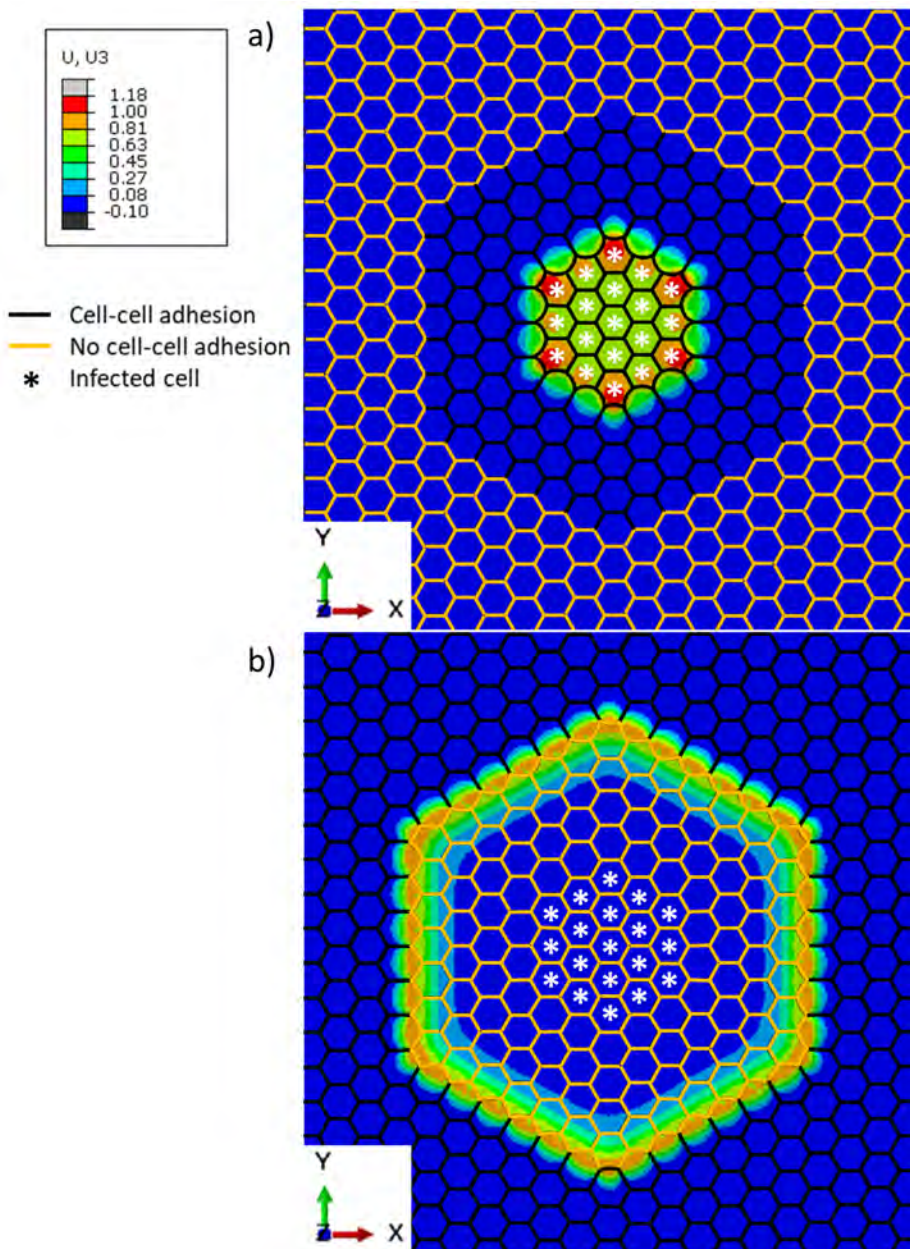 a)
U, U3
1.18
1.00
0.81
0.63
0.45
0.27
0.08
-0.10
Cell-cell adhesion
No cell-cell adhesion
* Infected cell
Y
Z
X
b)
Y
Z
X